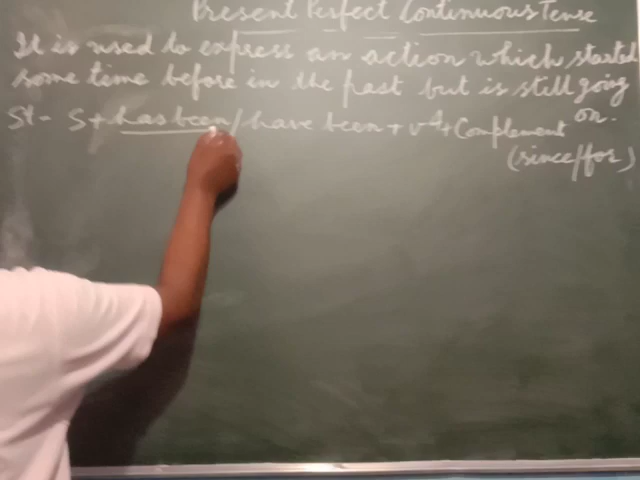 Present Perfect Continuous Tense
It is used to express an action which started
some time before in the past but is still going
on.
St - S + has been / have been + v4 + Complement
(since/for)